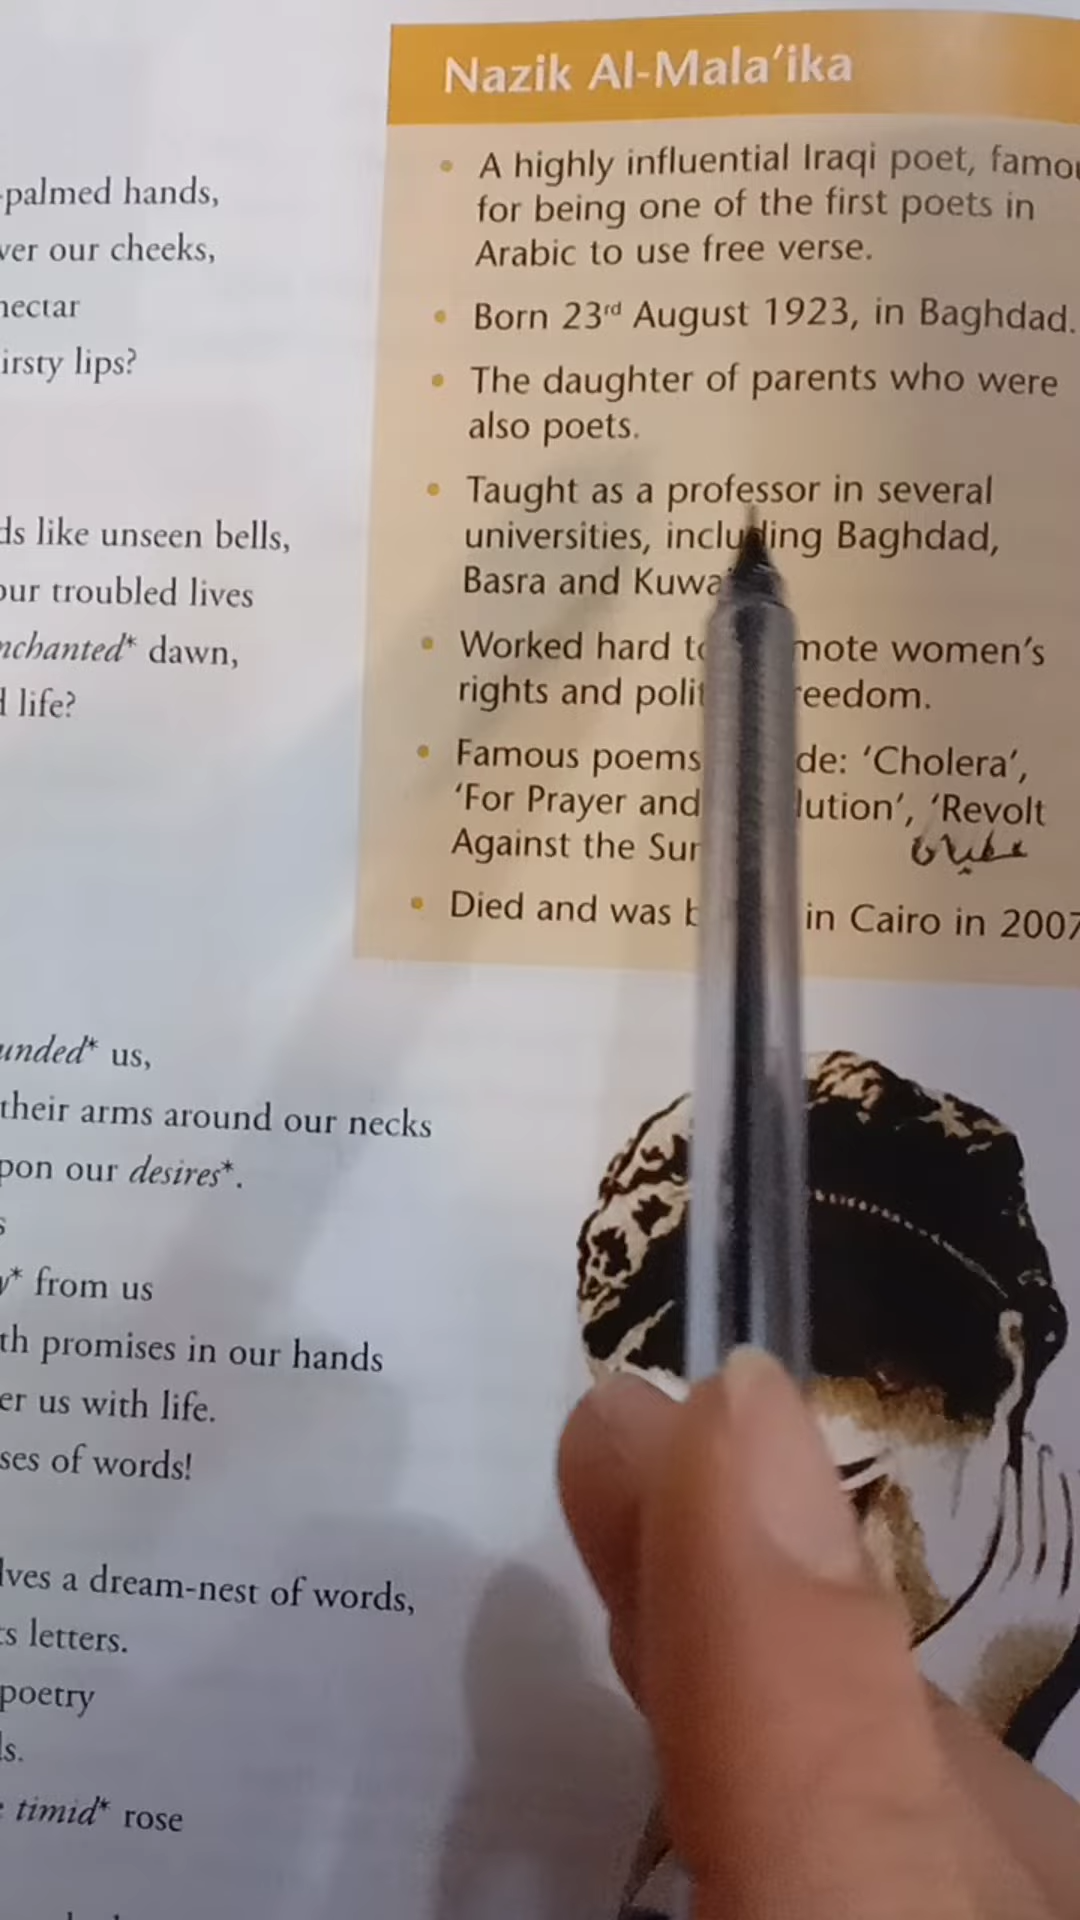 -palmed hands,
ver our cheeks,
nectar
irsty lips?
ds like unseen bells,
our troubled lives
nchanted* dawn,
d life?
unded* us,
their arms around our necks
pon our desires*.
s
y* from us
th promises in our hands
er us with life.
ses of words!
lves a dream-nest of words,
ts letters.
poetry
ls.
timid* rose
Nazik Al-Mala'ika
• A highly influential Iraqi poet, famou
for being one of the first poets in
Arabic to use free verse.
• Born 23rd August 1923, in Baghdad.
• The daughter of parents who were
also poets.
• Taught as a professor in several
universities, including Baghdad,
Basra and Kuwa
• Worked hard t mote women's
rights and polit reedom.
• Famous poems de: 'Cholera',
'For Prayer and lution', 'Revolt
Against the Su
• Died and was b in Cairo in 2007